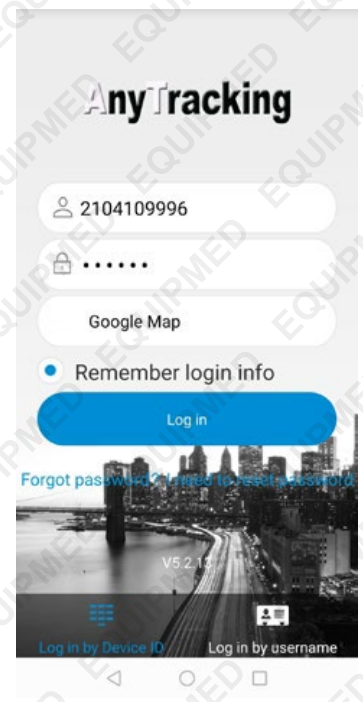 AnyTracking
2104109996
••••••
Google Map
Remember login info
Log in
Forgot password? I need to reset password
V5.2.13
Log in by Device ID
Log in by username
EQUIPMED